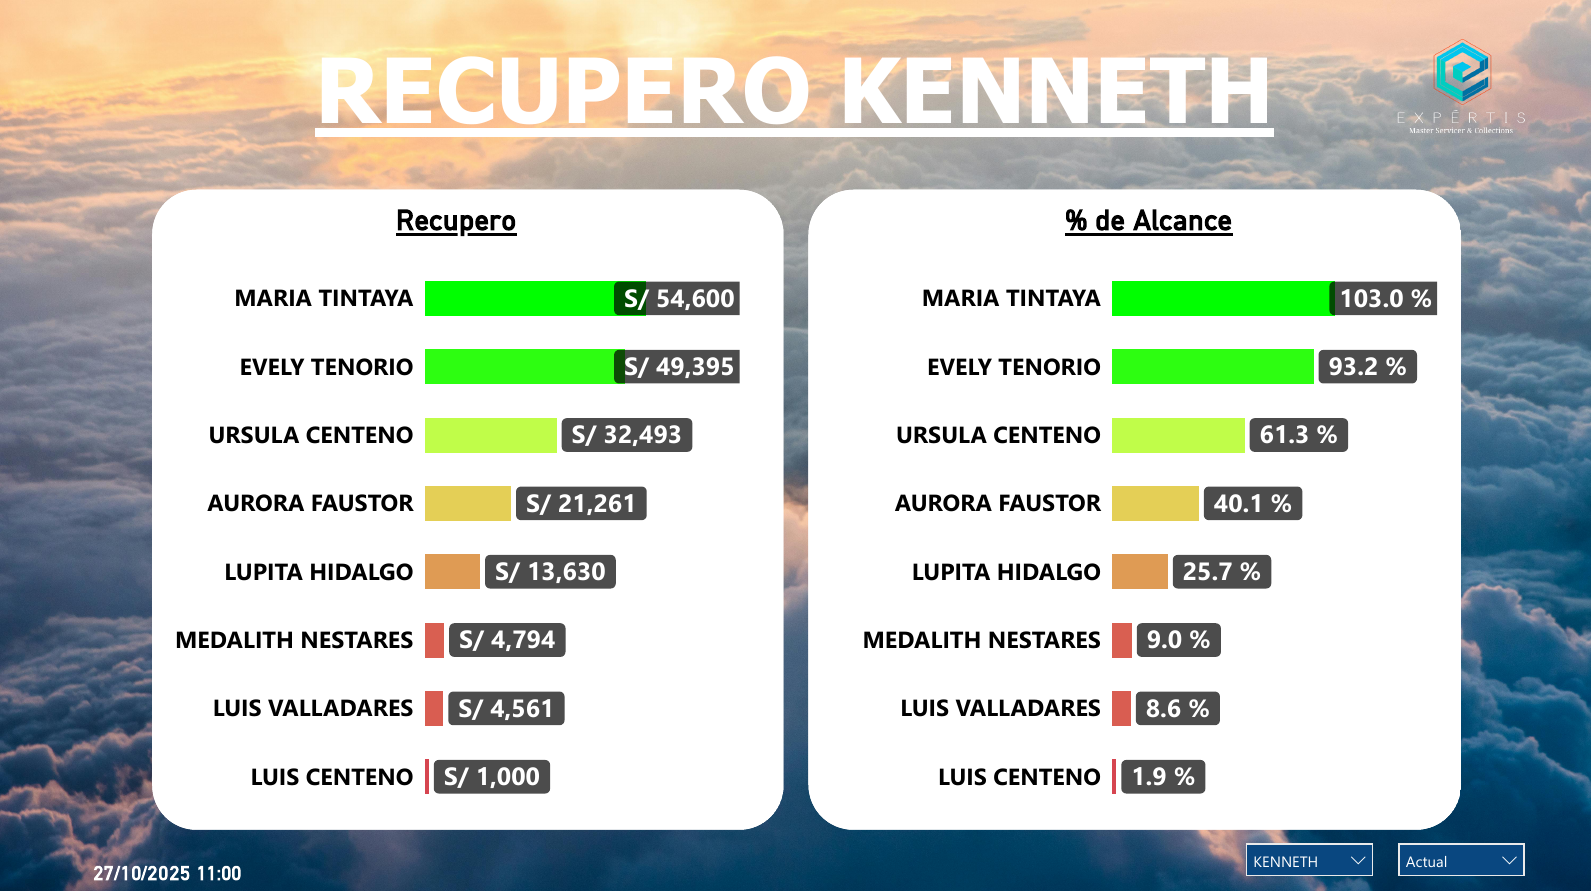 RECUPERO KENNETH
EXPĒRTIS
Master Servicer & Collections
Recupero
MARIA TINTAYA S/ 54,600
EVELY TENORIO S/ 49,395
URSULA CENTENO S/ 32,493
AURORA FAUSTOR S/ 21,261
LUPITA HIDALGO S/ 13,630
MEDALITH NESTARES S/ 4,794
LUIS VALLADARES S/ 4,561
LUIS CENTENO S/ 1,000
% de Alcance
MARIA TINTAYA 103.0 %
EVELY TENORIO 93.2 %
URSULA CENTENO 61.3 %
AURORA FAUSTOR 40.1 %
LUPITA HIDALGO 25.7 %
MEDALITH NESTARES 9.0 %
LUIS VALLADARES 8.6 %
LUIS CENTENO 1.9 %
27/10/2025 11:00
KENNETH
Actual